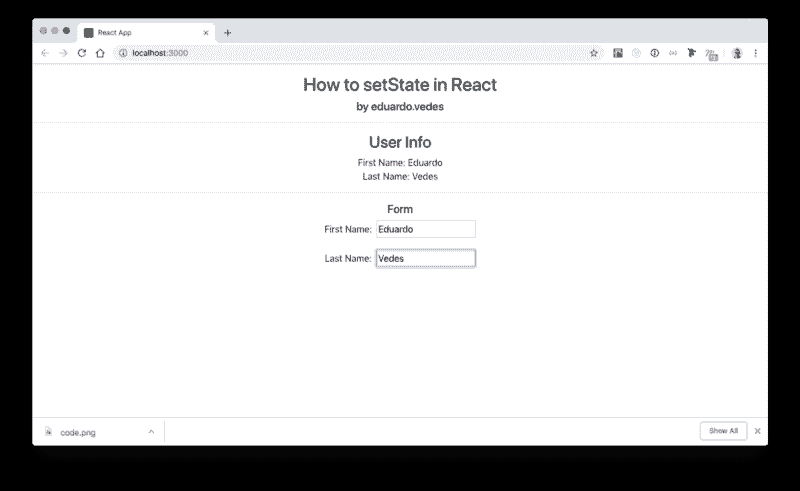 React App
localhost:3000
How to setState in React
by eduardo.vedes
User Info
First Name: Eduardo
Last Name: Vedes
Form
First Name: Eduardo
Last Name: Vedes
code.png
Show All